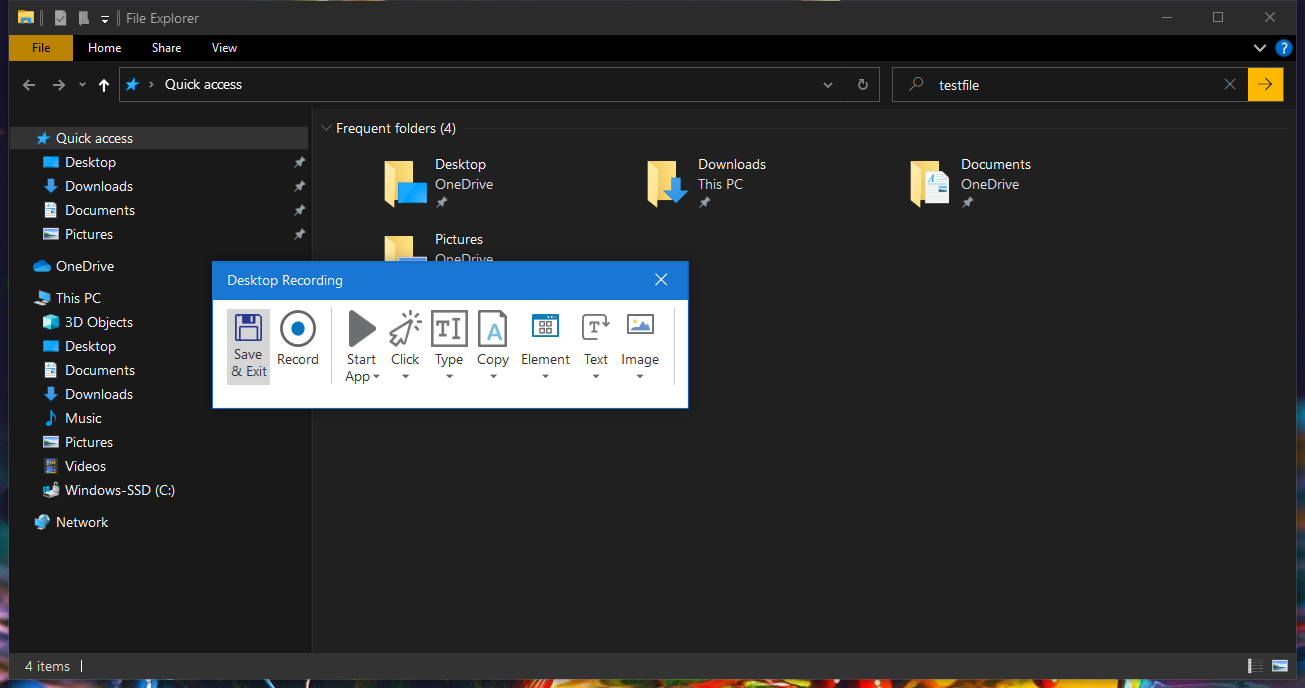 File Explorer
File Home Share View
Quick access
testfile
Quick access
Desktop
Downloads
Documents
Pictures
OneDrive
This PC
3D Objects
Desktop
Documents
Downloads
Music
Pictures
Videos
Windows-SSD (C:)
Network
Frequent folders (4)
Desktop
OneDrive
Downloads
This PC
Documents
OneDrive
Pictures
OneDrive
Desktop Recording
Save
& Exit
Record
Start
App
Click
Type
Copy
Element
Text
Image
4 items